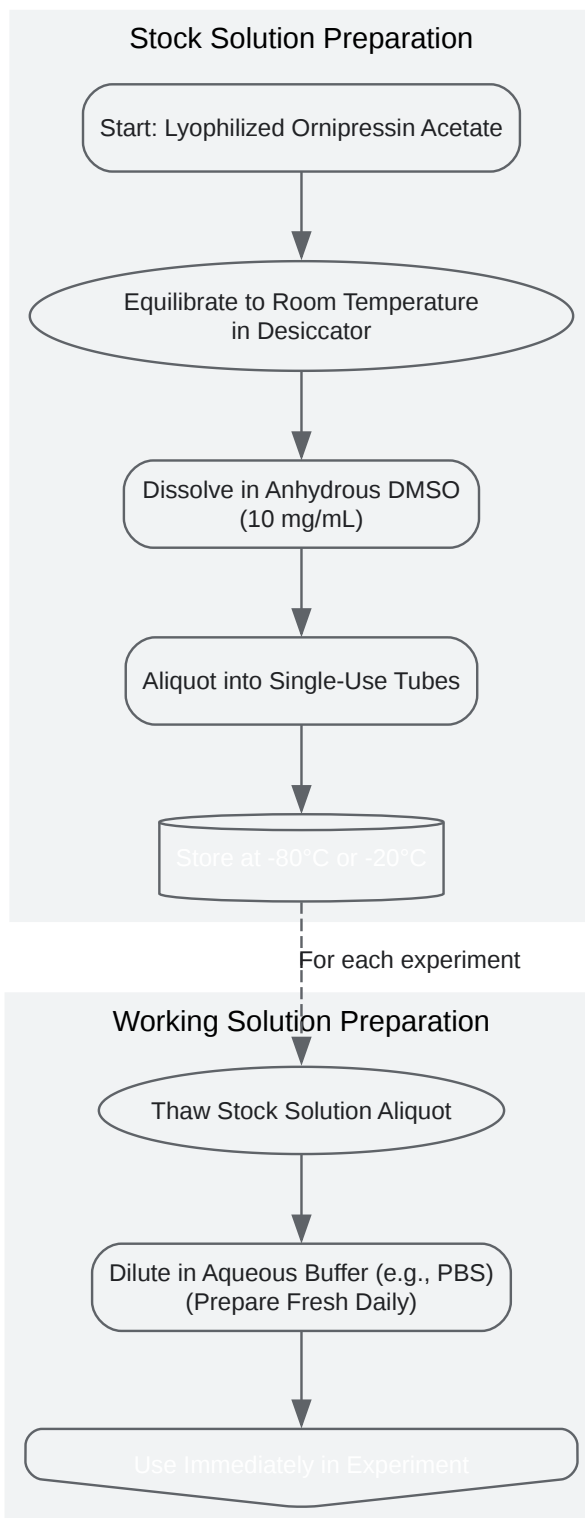 Stock Solution Preparation
Start: Lyophilized Ornipressin Acetate
Equilibrate to Room Temperature
in Desiccator
Dissolve in Anhydrous DMSO
(10 mg/mL)
Aliquot into Single-Use Tubes
Store at -80°C or -20°C
For each experiment
Working Solution Preparation
Thaw Stock Solution Aliquot
Dilute in Aqueous Buffer (e.g., PBS)
(Prepare Fresh Daily)
Use Immediately in Experiment